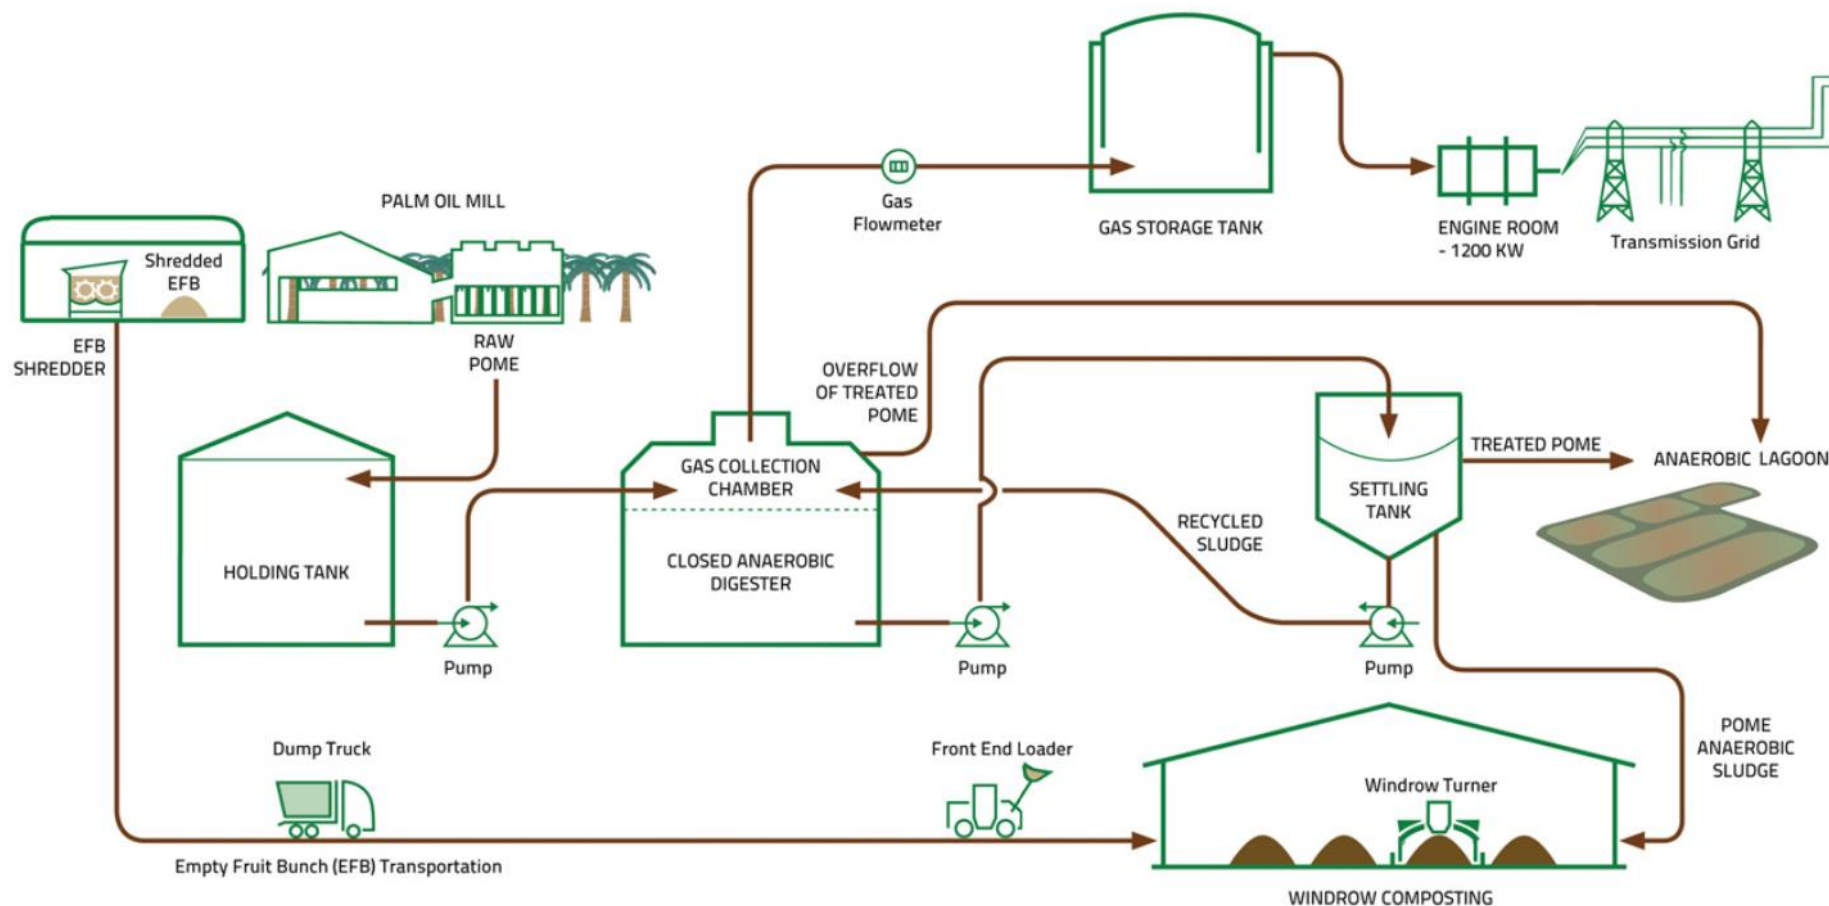 PALM OIL MILL
Shredded
EFB
EFB
SHREDDER
RAW
POME
Gas
Flowmeter
GAS STORAGE TANK
ENGINE ROOM
- 1200 KW
Transmission Grid
OVERFLOW
OF TREATED
POME
GAS COLLECTION
CHAMBER
CLOSED ANAEROBIC
DIGESTER
HOLDING TANK
Pump
Pump
RECYCLED
SLUDGE
SETTLING
TANK
TREATED POME
ANAEROBIC LAGOON
Pump
Dump Truck
Front End Loader
Empty Fruit Bunch (EFB) Transportation
Windrow Turner
POME
ANAEROBIC
SLUDGE
WINDROW COMPOSTING